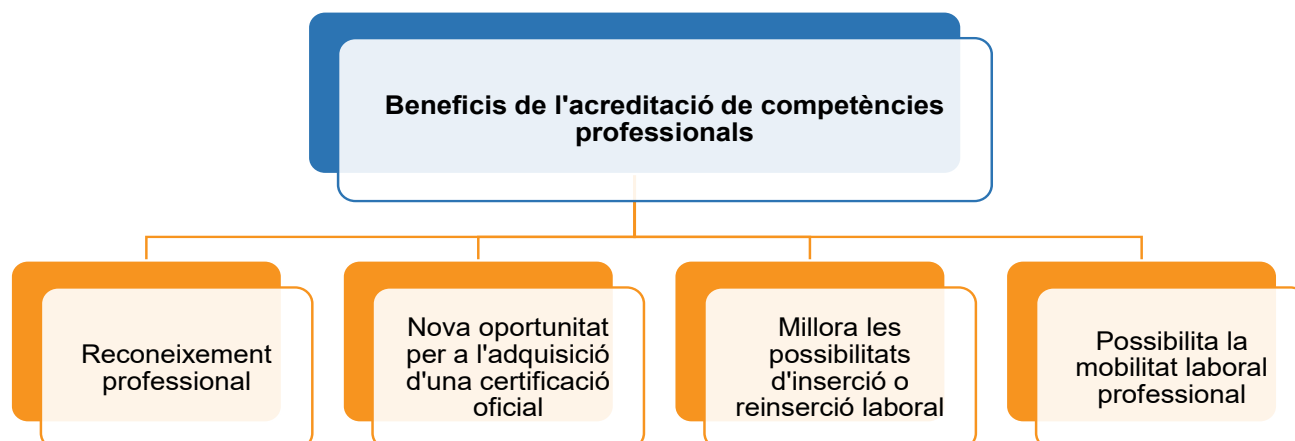 Beneficis de l'acreditació de competències
professionals
Reconeixement
professional
Nova oportunitat
per a l'adquisició
d'una certificació
oficial
Millora les
possibilitats
d'inserció o
reinserció laboral
Possibilita la
mobilitat laboral
professional